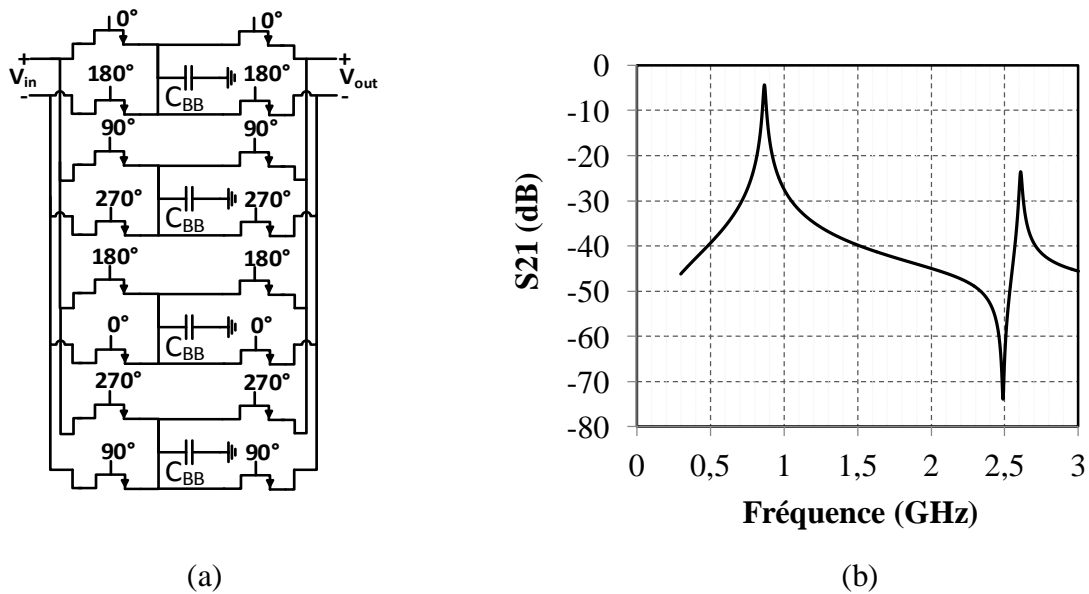 0° 0°
+ +
V_in 180° 180° V_out
- -
C_BB
90° 90°
270° 270°
C_BB
180° 180°
0° 0°
C_BB
270° 270°
90° 90°
C_BB
(a)
S21 (dB)
0
-10
-20
-30
-40
-50
-60
-70
-80
0 0,5 1 1,5 2 2,5 3
Fréquence (GHz)
(b)